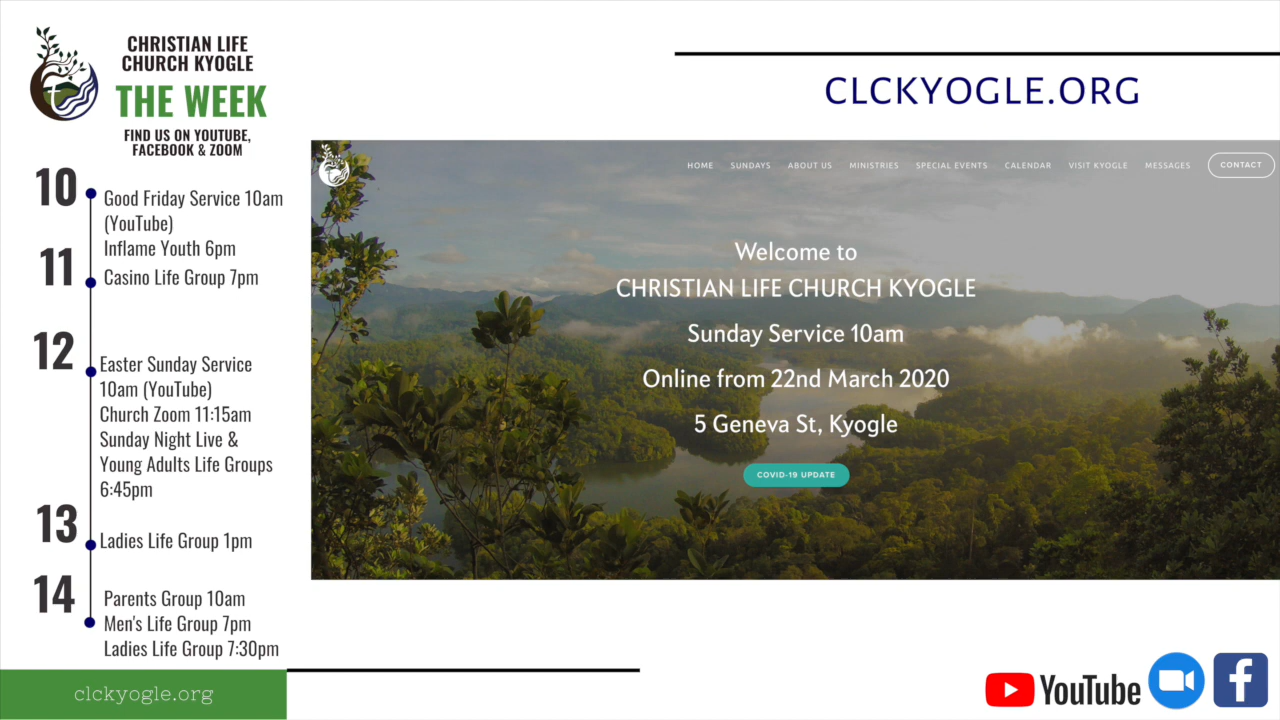 CHRISTIAN LIFE
CHURCH KYOGLE
THE WEEK
FIND US ON YOUTUBE,
FACEBOOK & ZOOM
10
Good Friday Service 10am
(YouTube)
Inflame Youth 6pm
11
Casino Life Group 7pm
12
Easter Sunday Service
10am (YouTube)
Church Zoom 11:15am
Sunday Night Live &
Young Adults Life Groups
6:45pm
13
Ladies Life Group 1pm
14
Parents Group 10am
Men's Life Group 7pm
Ladies Life Group 7:30pm
clckyogle.org
CLCKYOGLE.ORG
HOME SUNDAYS ABOUT US MINISTRIES SPECIAL EVENTS CALENDAR VISIT KYOGLE MESSAGES CONTACT
Welcome to
CHRISTIAN LIFE CHURCH KYOGLE
Sunday Service 10am
Online from 22nd March 2020
5 Geneva St, Kyogle
COVID-19 UPDATE
YouTube